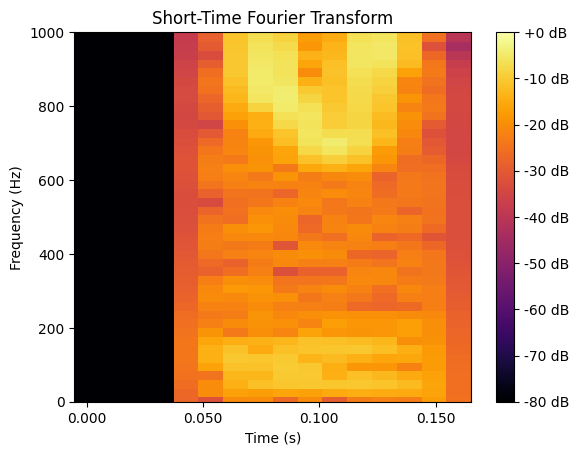 Short-Time Fourier Transform
1000
800
600
400
200
0
Frequency (Hz)
0.000
0.050
0.100
0.150
Time (s)
+0 dB
-10 dB
-20 dB
-30 dB
-40 dB
-50 dB
-60 dB
-70 dB
-80 dB